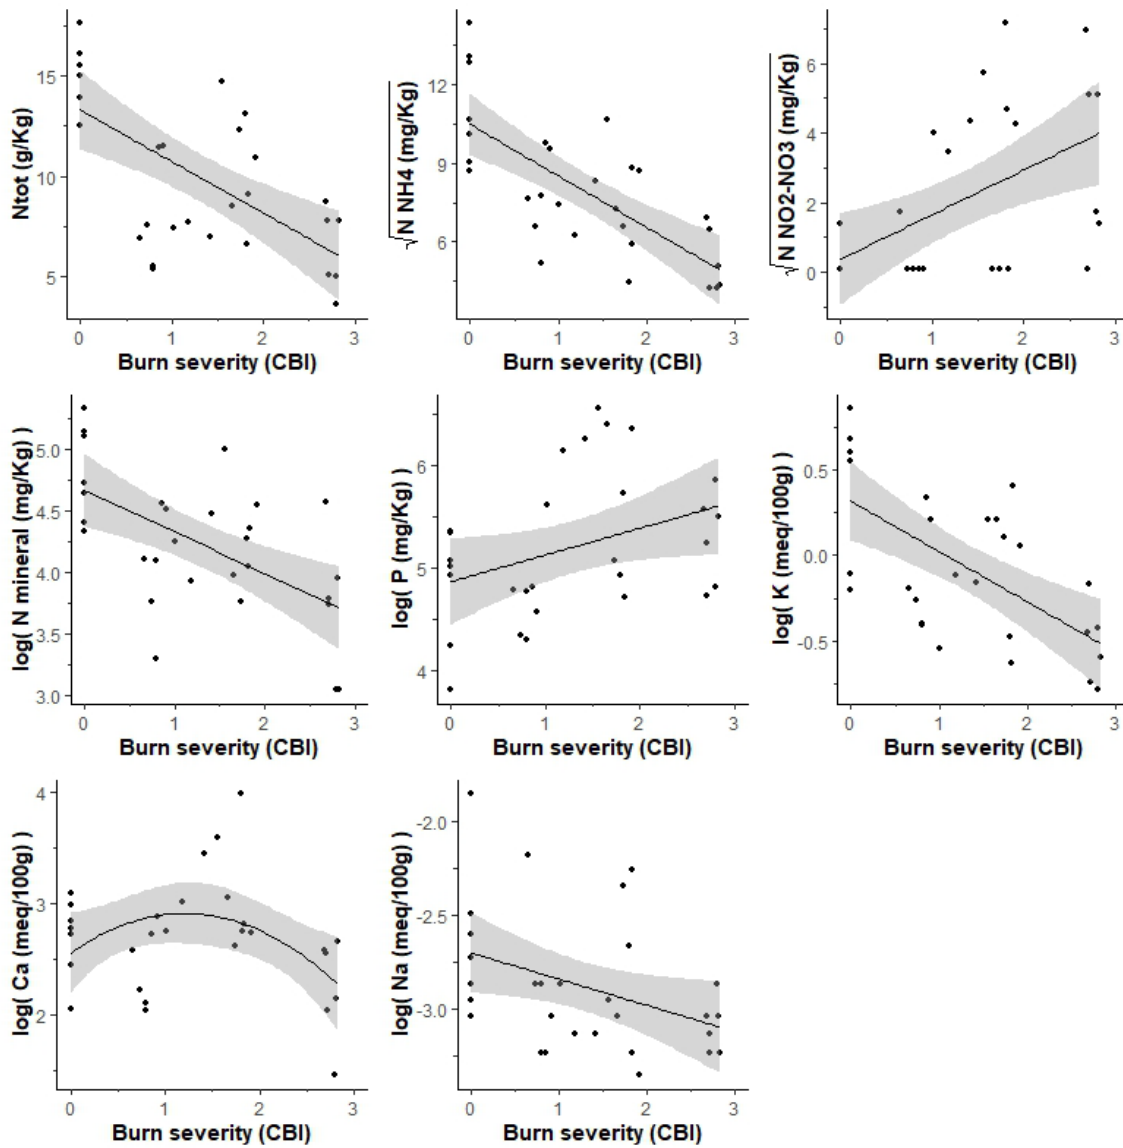 Ntot (g/Kg)
15
10
5
0 1 2 3
Burn severity (CBI)
√ N NH4 (mg/Kg)
12
9
6
0 1 2 3
Burn severity (CBI)
√ N NO2-NO3 (mg/Kg)
6
4
2
0
0 1 2 3
Burn severity (CBI)
log( N mineral (mg/Kg) )
5.0
4.5
4.0
3.5
3.0
0 1 2 3
Burn severity (CBI)
log( P (mg/Kg) )
6
5
4
0 1 2 3
Burn severity (CBI)
log( K (meq/100g) )
0.5
0.0
-0.5
0 1 2 3
Burn severity (CBI)
log( Ca (meq/100g) )
4
3
2
0 1 2 3
Burn severity (CBI)
log( Na (meq/100g) )
-2.0
-2.5
-3.0
0 1 2 3
Burn severity (CBI)